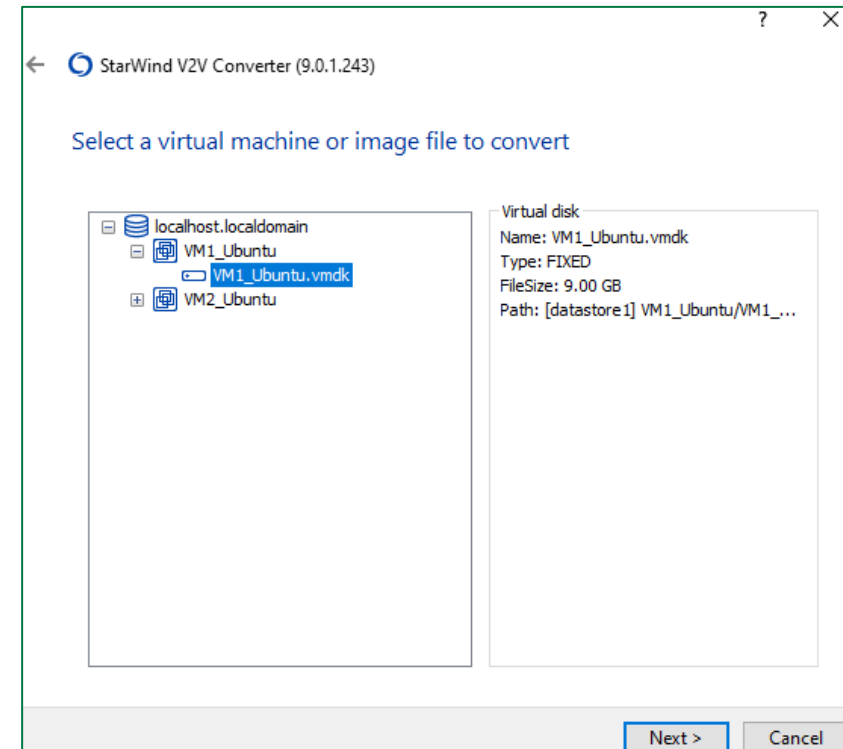 ?
StarWind V2V Converter (9.0.1.243)
Select a virtual machine or image file to convert
localhost.localdomain
VM1_Ubuntu
VM1_Ubuntu.vmdk
VM2_Ubuntu
Virtual disk
Name: VM1_Ubuntu.vmdk
Type: FIXED
FileSize: 9.00 GB
Path: [datastore1] VM1_Ubuntu/VM1_...
Next >
Cancel